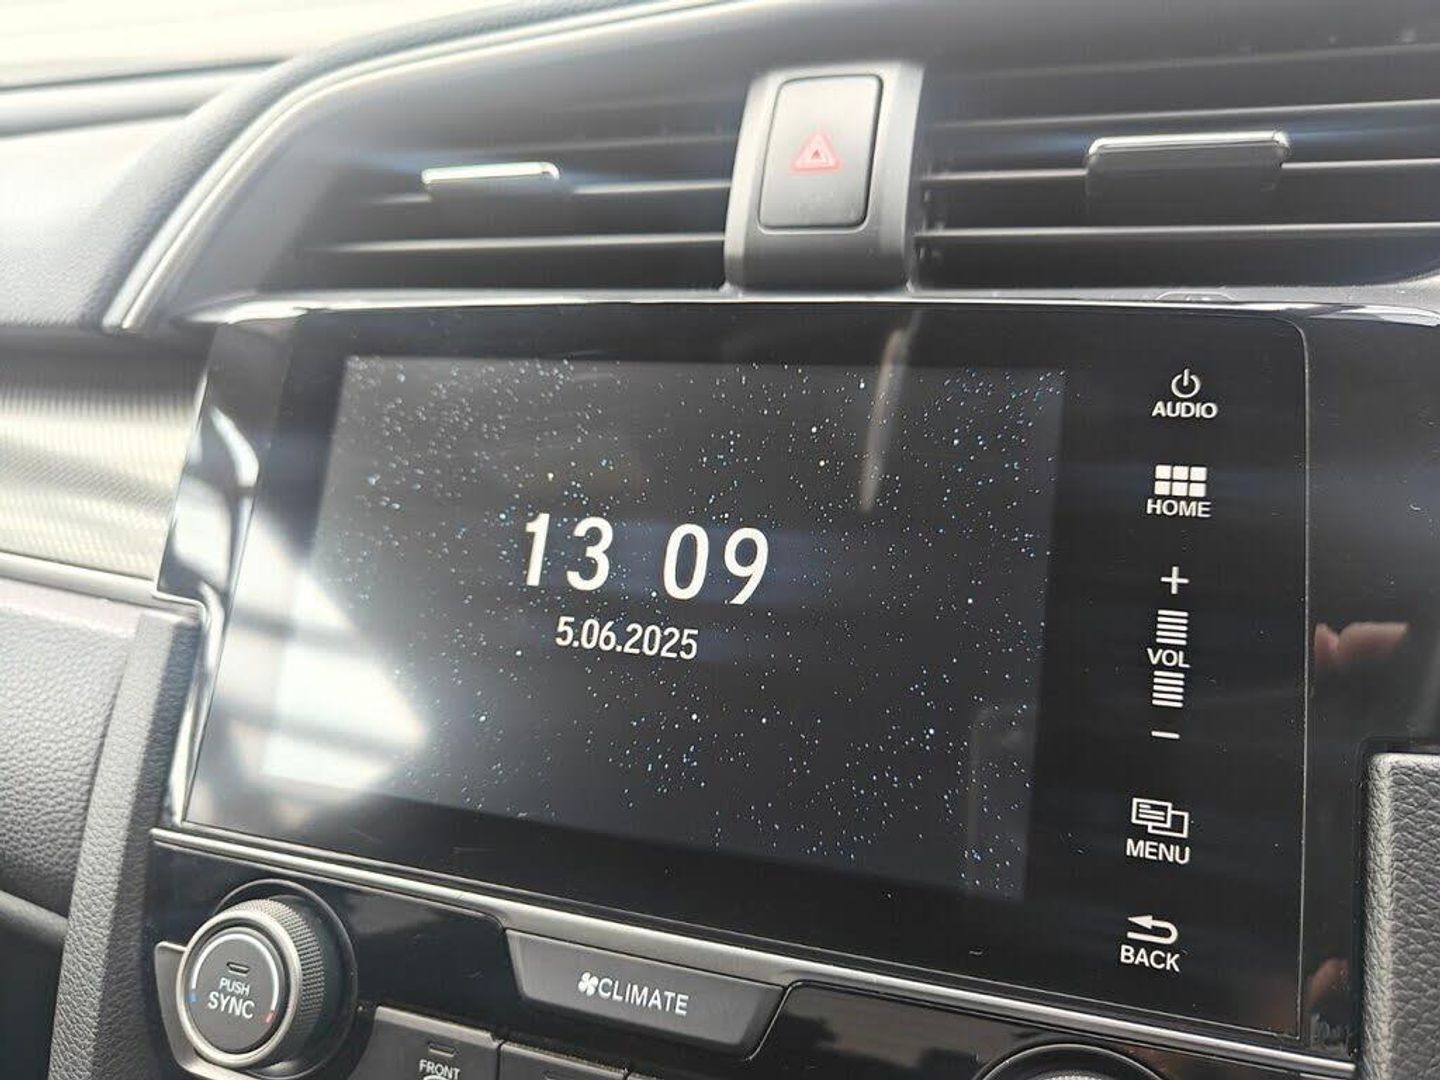 AUDIO
HOME
13 09
5.06.2025
+
VOL
−
MENU
BACK
PUSH
SYNC
CLIMATE
FRONT